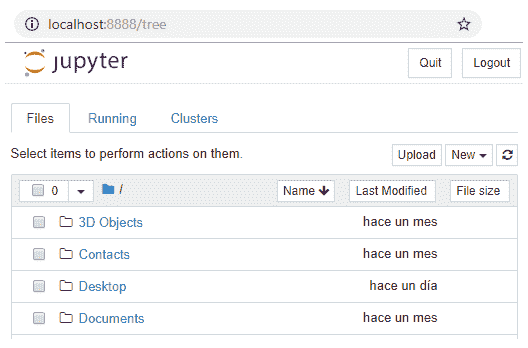 localhost:8888/tree
jupyter Quit Logout
Files Running Clusters
Select items to perform actions on them. Upload New
0 / Name Last Modified File size
3D Objects hace un mes
Contacts hace un mes
Desktop hace un día
Documents hace un mes